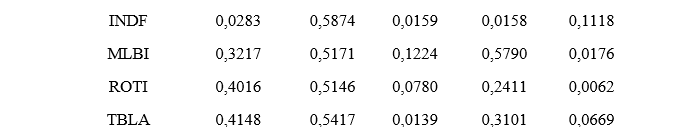 INDF 0,0283 0,5874 0,0159 0,0158 0,1118
MLBI 0,3217 0,5171 0,1224 0,5790 0,0176
ROTI 0,4016 0,5146 0,0780 0,2411 0,0062
TBLA 0,4148 0,5417 0,0139 0,3101 0,0669